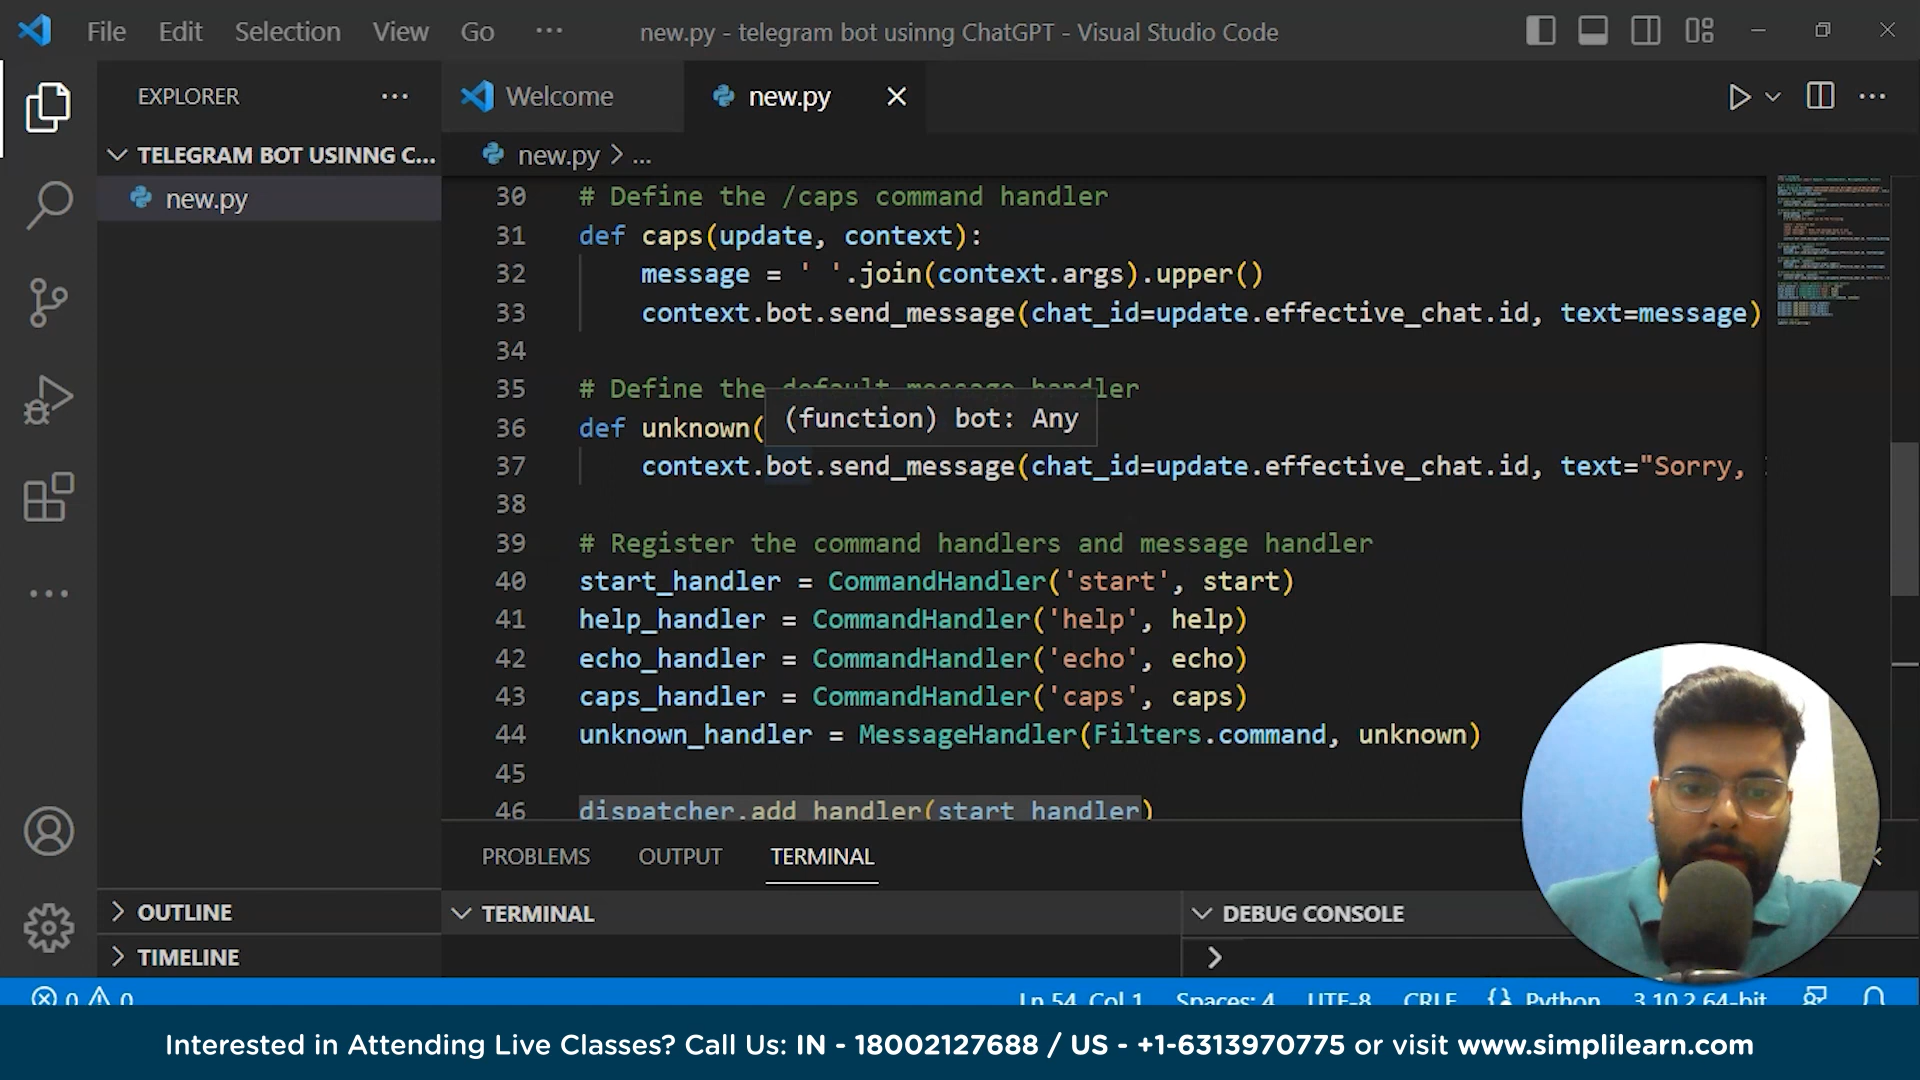 File Edit Selection View Go ... new.py - telegram bot usinng ChatGPT - Visual Studio Code
EXPLORER ...
Welcome
new.py
TELEGRAM BOT USINNG C...
new.py
new.py > ...
30 # Define the /caps command handler
31 def caps(update, context):
32 message = ' '.join(context.args).upper()
33 context.bot.send_message(chat_id=update.effective_chat.id, text=message)
34
35 # Define the default message handler
(function) bot: Any
36 def unknown(
37 context.bot.send_message(chat_id=update.effective_chat.id, text="Sorry,
38
39 # Register the command handlers and message handler
40 start_handler = CommandHandler('start', start)
41 help_handler = CommandHandler('help', help)
42 echo_handler = CommandHandler('echo', echo)
43 caps_handler = CommandHandler('caps', caps)
44 unknown_handler = MessageHandler(Filters.command, unknown)
45
46 dispatcher.add_handler(start_handler)
PROBLEMS OUTPUT TERMINAL
OUTLINE
TIMELINE
TERMINAL
DEBUG CONSOLE
0 0 Ln 54, Col 1 Spaces: 4 UTF-8 CRLF Python 3.10.2 64-bit
Interested in Attending Live Classes? Call Us: IN - 18002127688 / US - +1-6313970775 or visit www.simplilearn.com